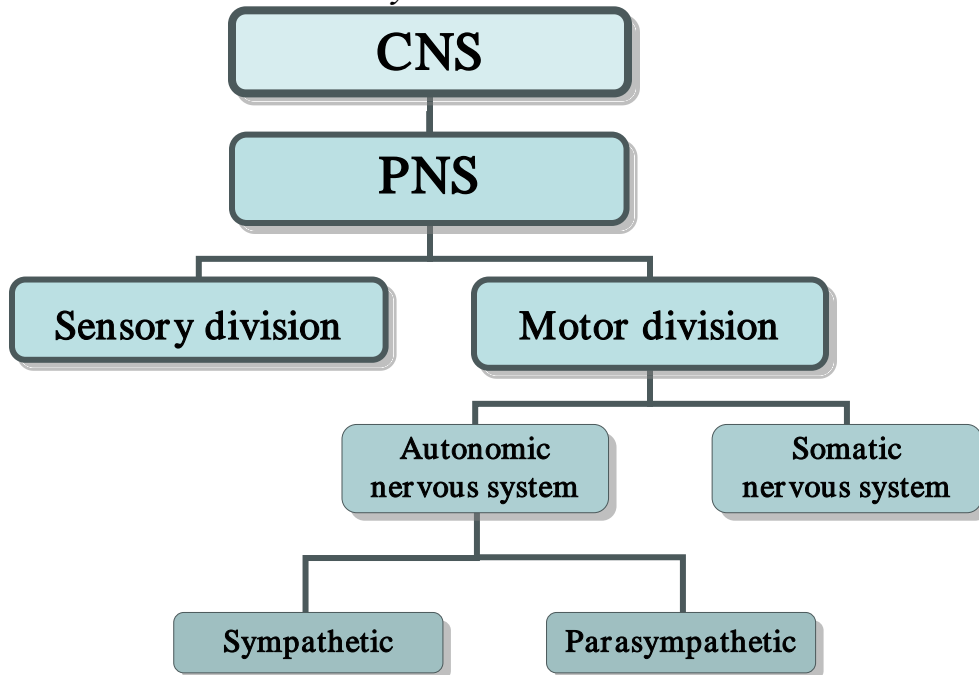 CNS
PNS
Sensory division
Motor division
Autonomic
nervous system
Somatic
nervous system
Sympathetic
Parasympathetic